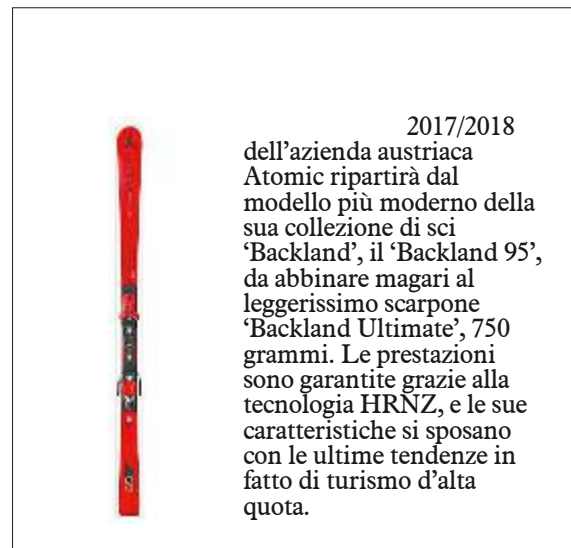 2017/2018
dell’azienda austriaca
Atomic ripartirà dal
modello più moderno della
sua collezione di sci
‘Backland’, il ‘Backland 95’,
da abbinare magari al
leggerissimo scarpone
‘Backland Ultimate’, 750
grammi. Le prestazioni
sono garantite grazie alla
tecnologia HRNZ, e le sue
caratteristiche si sposano
con le ultime tendenze in
fatto di turismo d’alta
quota.